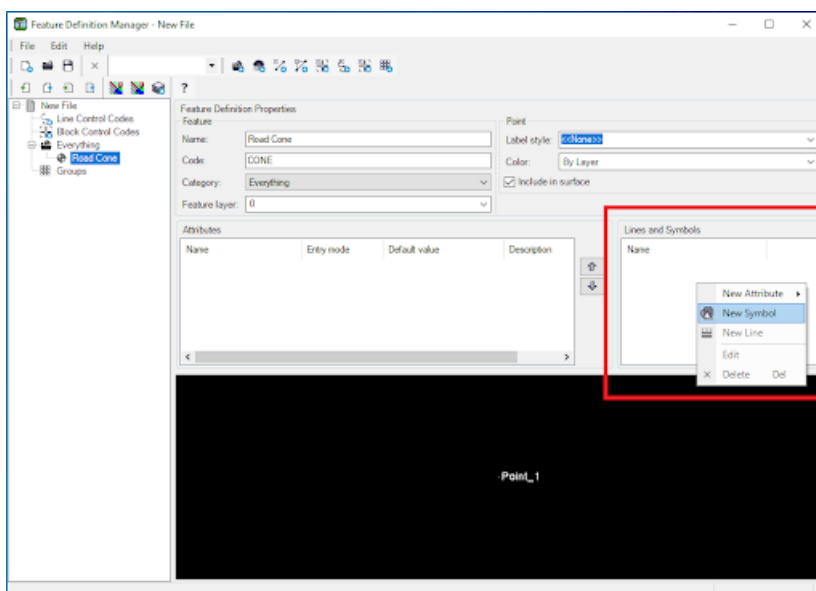 Feature Definition Manager - New File
File Edit Help
?
New File
Line Control Codes
Block Control Codes
Everything
Road Cone
Groups
Feature Definition Properties
Feature
Name: Road Cone
Code: CONE
Category: Everything
Feature layer: 0
Point
Label style: <<None>>
Color: By Layer
Include in surface
Attributes
Name Entry mode Default value Description
Lines and Symbols
Name
New Attribute
New Symbol
New Line
Edit
Delete Del
Point_1